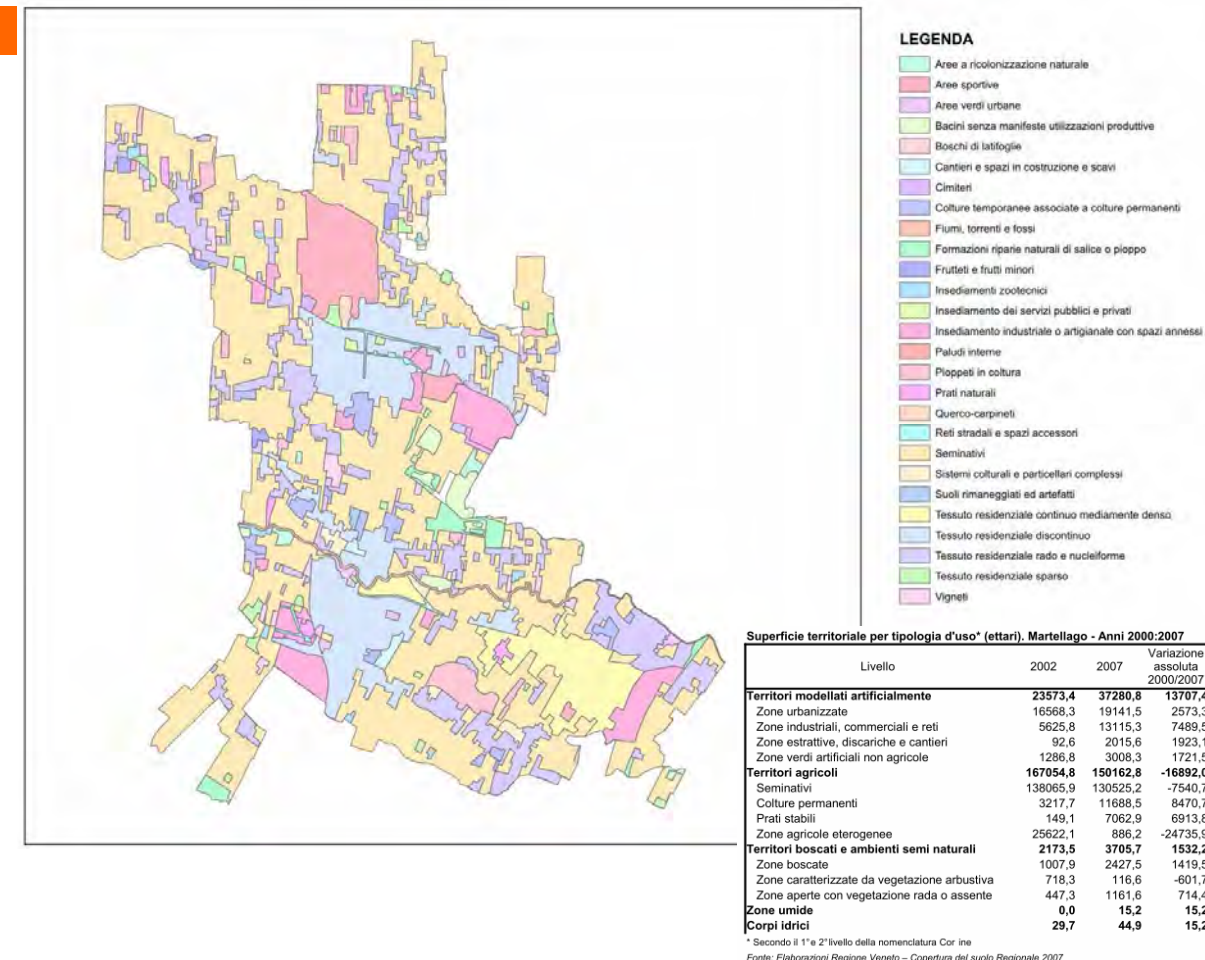 LEGENDA
Aree a ricolonizzazione naturale
Aree sportive
Aree verdi urbane
Bacini senza manifeste utilizzazioni produttive
Boschi di latifoglie
Cantieri e spazi in costruzione e scavi
Cimiteri
Colture temporanee associate a colture permanenti
Fiumi, torrenti e fossi
Formazioni riparie naturali di salice o pioppo
Frutteti e frutti minori
Insediamenti zootecnici
Insediamento dei servizi pubblici e privati
Insediamento industriale o artigianale con spazi annessi
Paludi interne
Pioppeti in coltura
Prati naturali
Querco-carpineti
Reti stradali e spazi accessori
Seminativi
Sistemi colturali e particellari complessi
Suoli rimaneggiati ed artefatti
Tessuto residenziale continuo mediamente denso
Tessuto residenziale discontinuo
Tessuto residenziale rado e nucleiforme
Tessuto residenziale sparso
Vigneti
Superficie territoriale per tipologia d'uso* (ettari). Martellago - Anni 2000:2007
Livello 2002 2007 Variazione assoluta 2000/2007
Territori modellati artificialmente 23573,4 37280,8 13707,4
Zone urbanizzate 16568,3 19141,5 2573,3
Zone industriali, commerciali e reti 5625,8 13115,3 7489,5
Zone estrattive, discariche e cantieri 92,6 2015,6 1923,1
Zone verdi artificiali non agricole 1286,8 3008,3 1721,5
Territori agricoli 167054,8 150162,8 -16892,0
Seminativi 138065,9 130525,2 -7540,7
Colture permanenti 3217,7 11688,5 8470,7
Prati stabili 149,1 7062,9 6913,8
Zone agricole eterogenee 25622,1 886,2 -24735,9
Territori boscati e ambienti semi naturali 2173,5 3705,7 1532,2
Zone boscate 1007,9 2427,5 1419,5
Zone caratterizzate da vegetazione arbustiva 718,3 116,6 -601,7
Zone aperte con vegetazione rada o assente 447,3 1161,6 714,4
Zone umide 0,0 15,2 15,2
Corpi idrici 29,7 44,9 15,2
* Secondo il 1° e 2° livello della nomenclatura Cor ine
Fonte: Elaborazioni Regione Veneto – Copertura del suolo Regionale 2007